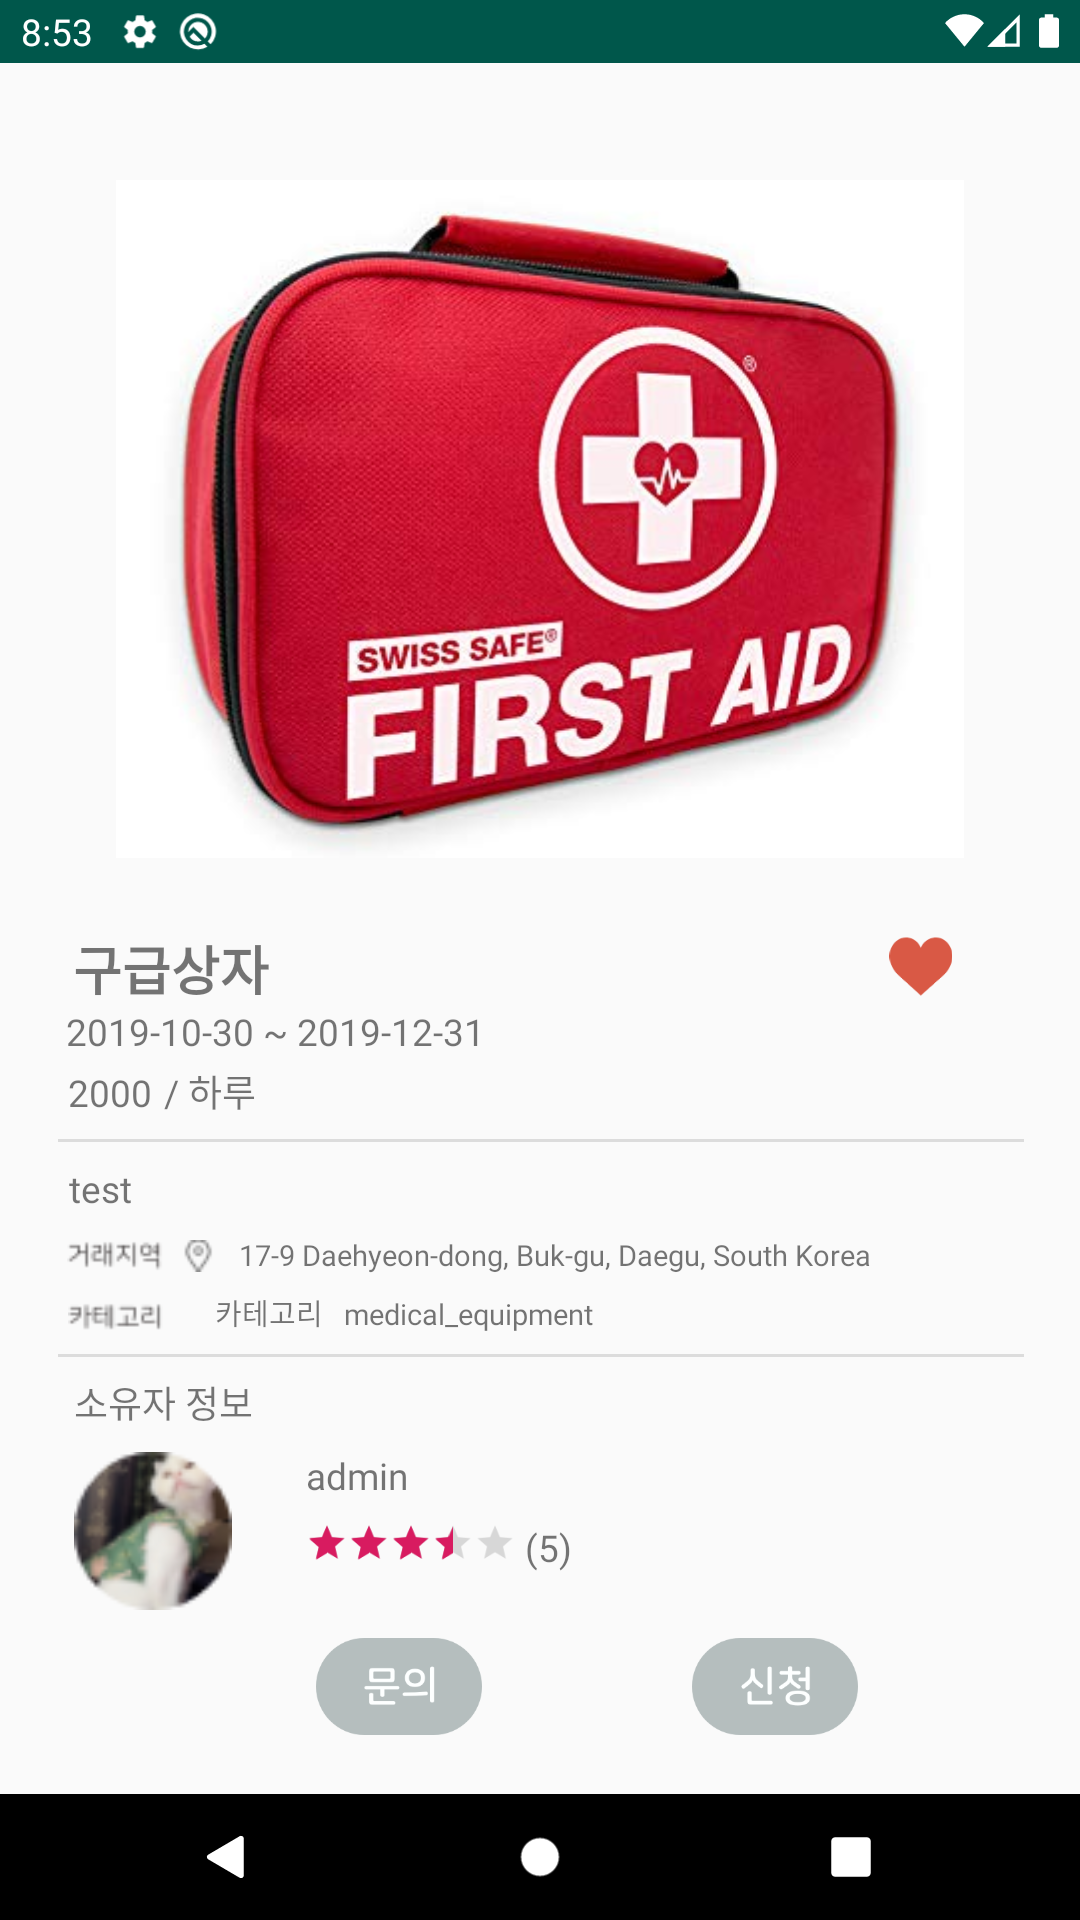 8:53
SWISS SAFE®
FIRST AID
®
구급상자
2019-10-30 ~ 2019-12-31
2000 / 하루
test
거래지역 17-9 Daehyeon-dong, Buk-gu, Daegu, South Korea
카테고리 카테고리 medical_equipment
소유자 정보
admin
(5)
문의 신청